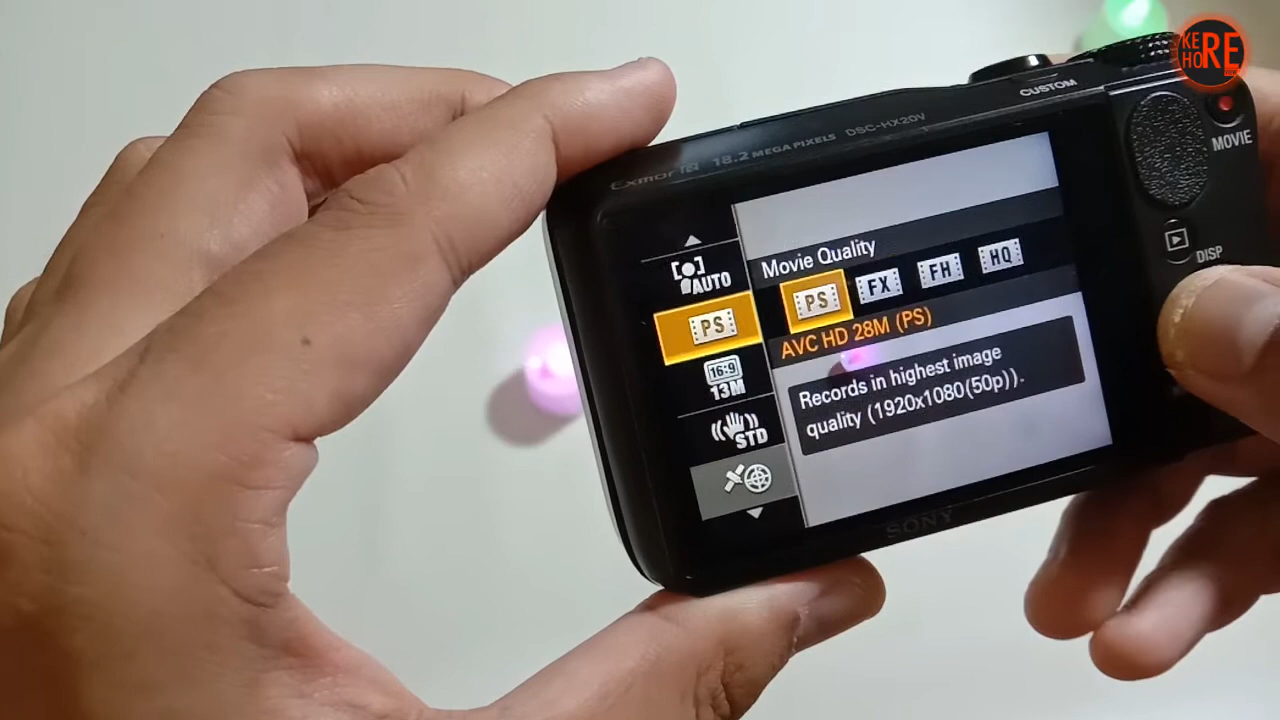 KE
HO RE
CUSTOM
Exmor R 18.2 MEGA PIXELS DSC-HX20V
MOVIE
DISP
AUTO
PS
16:9
13M
STD
Movie Quality
PS FX FH HQ
AVC HD 28M (PS)
Records in highest image
quality (1920x1080(50p)).
SONY